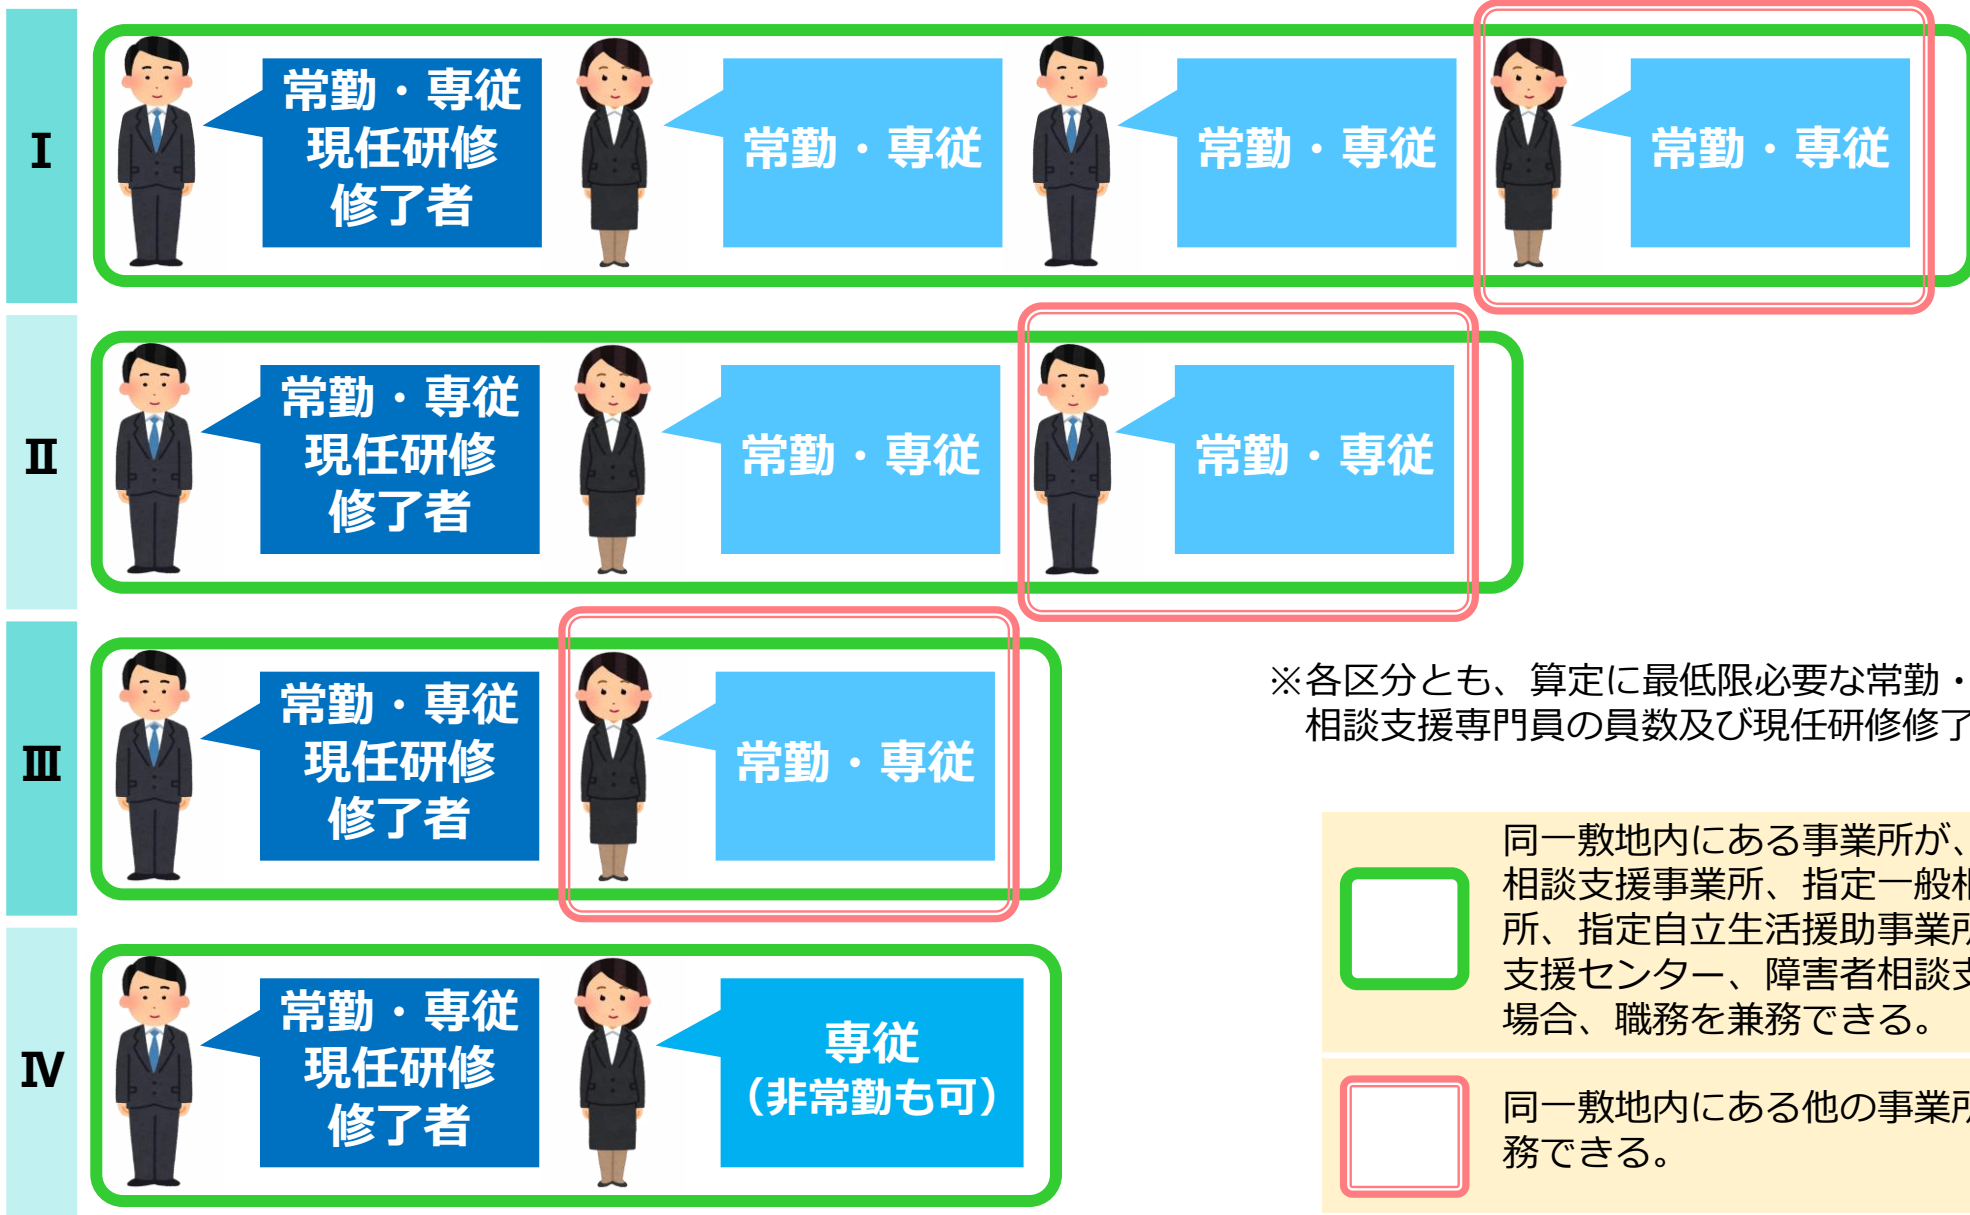 I
常勤・専従
現任研修
修了者
常勤・専従
常勤・専従
常勤・専従
II
常勤・専従
現任研修
修了者
常勤・専従
常勤・専従
III
常勤・専従
現任研修
修了者
常勤・専従
※各区分とも、算定に最低限必要な常勤・
相談支援専門員の員数及び現任研修修了
IV
常勤・専従
現任研修
修了者
専従
（非常勤も可）
同一敷地内にある事業所が、
相談支援事業所、指定一般相
所、指定自立生活援助事業所
支援センター、障害者相談支
場合、職務を兼務できる。
同一敷地内にある他の事業所
務できる。